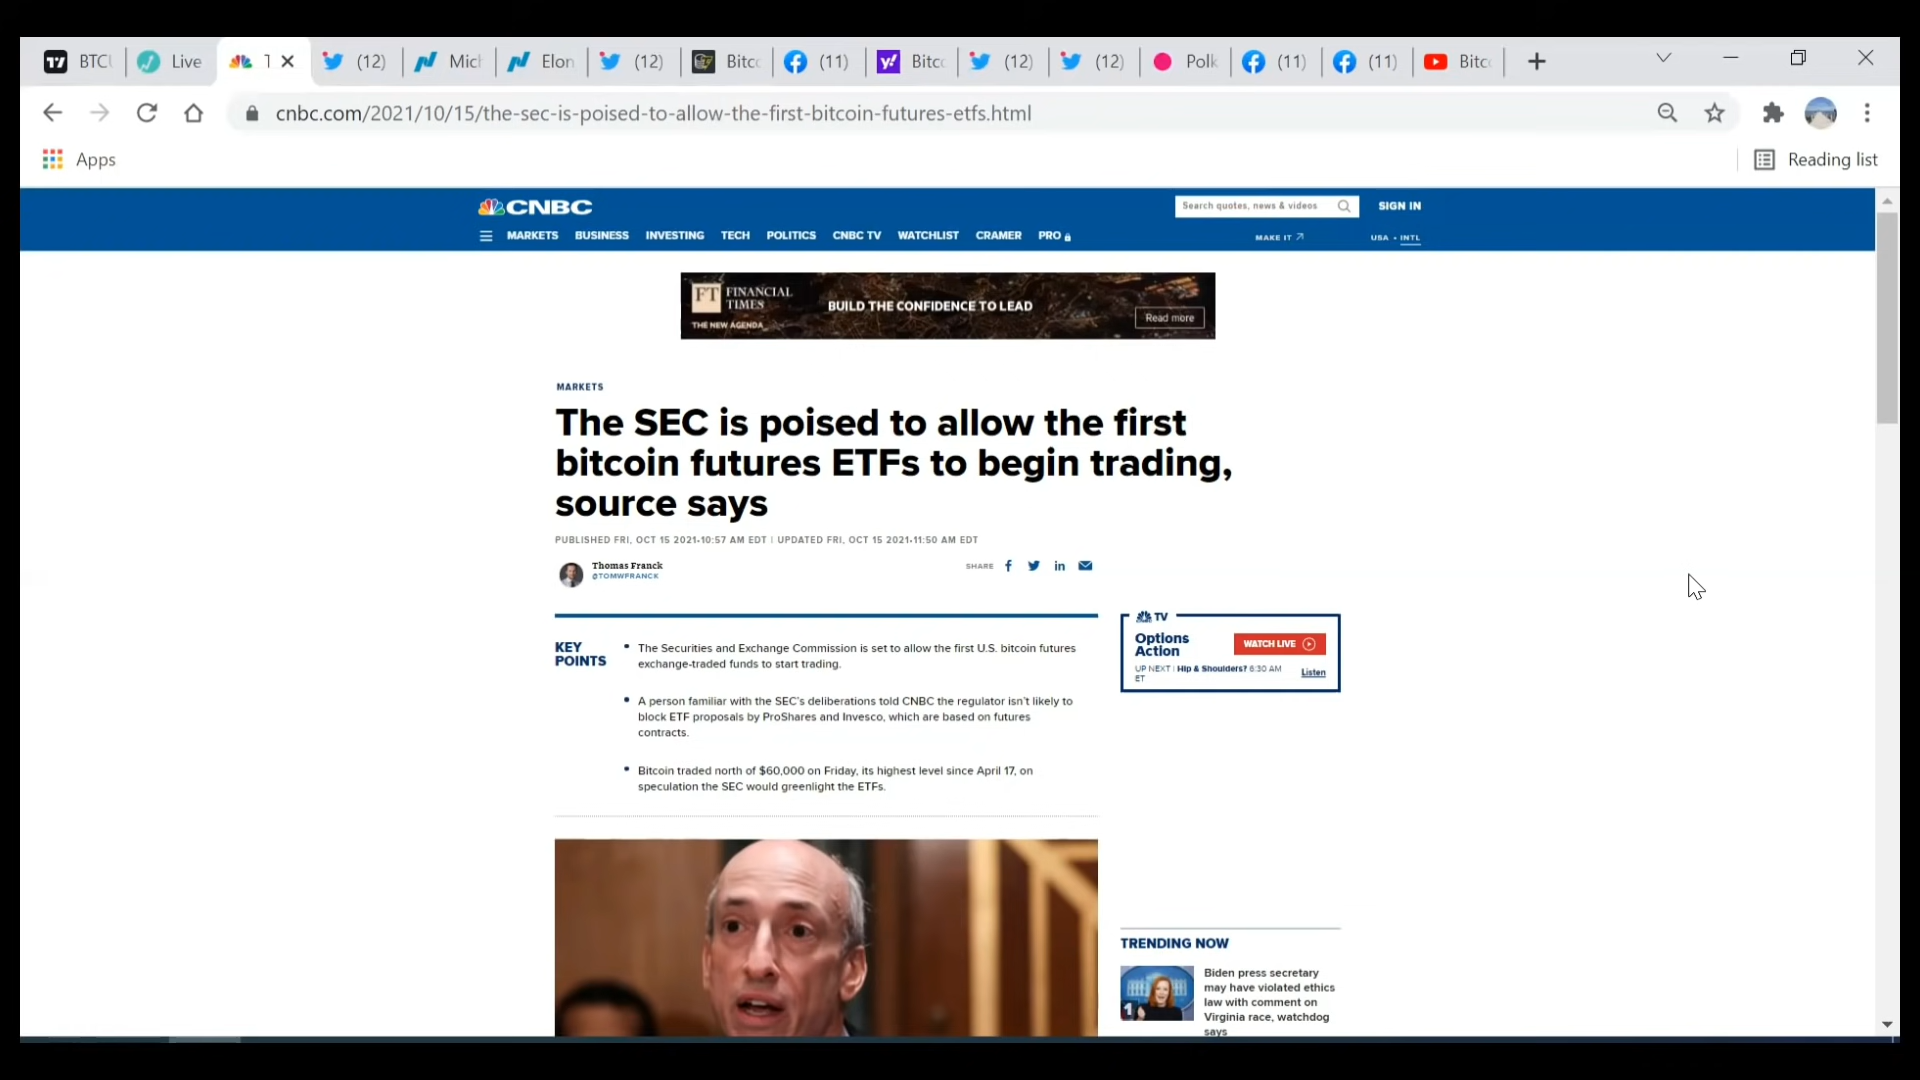 BTCU
Live
T
(12)
Mich
Elon
(12)
Bitco
(11)
y!
Bitco
(12)
(12)
Polk
(11)
(11)
Bitc
cnbc.com/2021/10/15/the-sec-is-poised-to-allow-the-first-bitcoin-futures-etfs.html
Apps
Reading list
CNBC
Search quotes, news & videos
SIGN IN
MARKETS BUSINESS INVESTING TECH POLITICS CNBC TV WATCHLIST CRAMER PRO
MAKE IT
USA • INTL
FT FINANCIAL TIMES
THE NEW AGENDA
BUILD THE CONFIDENCE TO LEAD
Read more
MARKETS
The SEC is poised to allow the first
bitcoin futures ETFs to begin trading,
source says
PUBLISHED FRI, OCT 15 2021•10:57 AM EDT | UPDATED FRI, OCT 15 2021•11:50 AM EDT
Thomas Franck
@TOMWFRANCK
SHARE
KEY
POINTS
• The Securities and Exchange Commission is set to allow the first U.S. bitcoin futures
exchange-traded funds to start trading.
• A person familiar with the SEC's deliberations told CNBC the regulator isn't likely to
block ETF proposals by ProShares and Invesco, which are based on futures
contracts.
• Bitcoin traded north of $60,000 on Friday, its highest level since April 17, on
speculation the SEC would greenlight the ETFs.
TV
Options
Action
WATCH LIVE
UP NEXT | Hip & Shoulders? 6:30 AM
ET
Listen
TRENDING NOW
1
Biden press secretary
may have violated ethics
law with comment on
Virginia race, watchdog
says